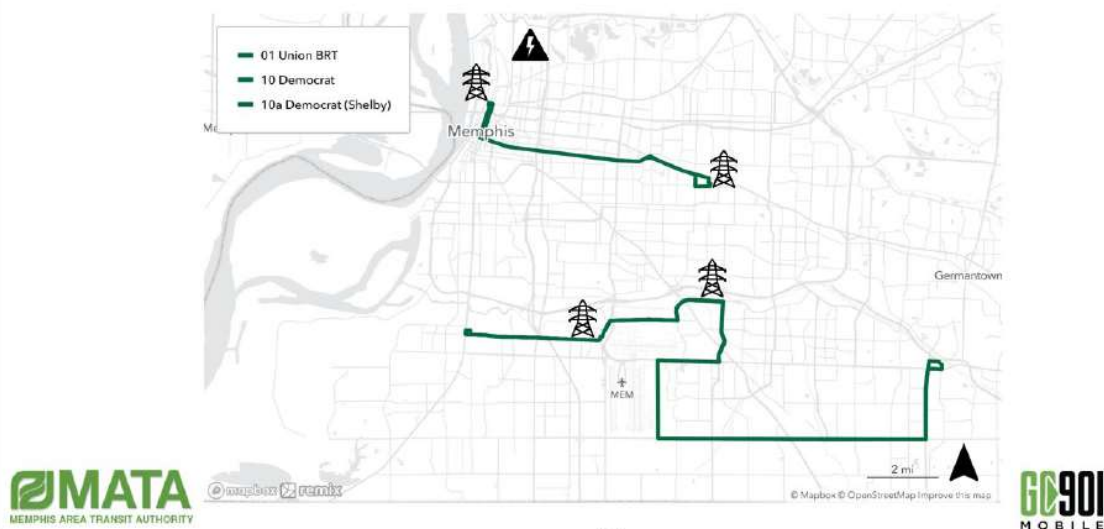 01 Union BRT
10 Democrat
10a Democrat (Shelby)
Memphis
Germantown
MEM
2 mi
MATA
MEMPHIS AREA TRANSIT AUTHORITY
mapbox remix
© Mapbox © OpenStreetMap Improve this map
GO901
MOBILE